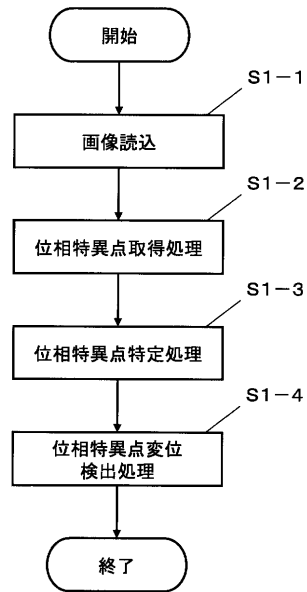 開始
S1-1
画像読込
S1-2
位相特異点取得処理
S1-3
位相特異点特定処理
S1-4
位相特異点変位
検出処理
終了